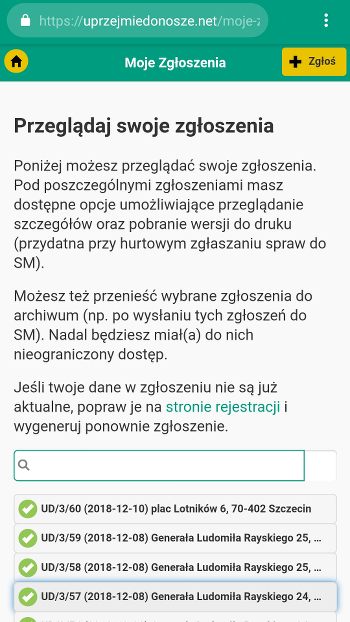 https://uprzejmiedonosze.net/moje-z
Moje Zgłoszenia
Zgłoś
Przeglądaj swoje zgłoszenia
Poniżej możesz przeglądać swoje zgłoszenia.
Pod poszczególnymi zgłoszeniami masz
dostępne opcje umożliwiające przeglądanie
szczegółów oraz pobranie wersji do druku
(przydatna przy hurtowym zgłaszaniu spraw do
SM).
Możesz też przenieść wybrane zgłoszenia do
archiwum (np. po wysłaniu tych zgłoszeń do
SM). Nadal będziesz miał(a) do nich
nieograniczony dostęp.
Jeśli twoje dane w zgłoszeniu nie są już
aktualne, popraw je na stronie rejestracji i
wygeneruj ponownie zgłoszenie.
UD/3/60 (2018-12-10) plac Lotników 6, 70-402 Szczecin
UD/3/59 (2018-12-08) Generała Ludomiła Rayskiego 25, ...
UD/3/58 (2018-12-08) Generała Ludomiła Rayskiego 25, ...
UD/3/57 (2018-12-08) Generała Ludomiła Rayskiego 24, ...